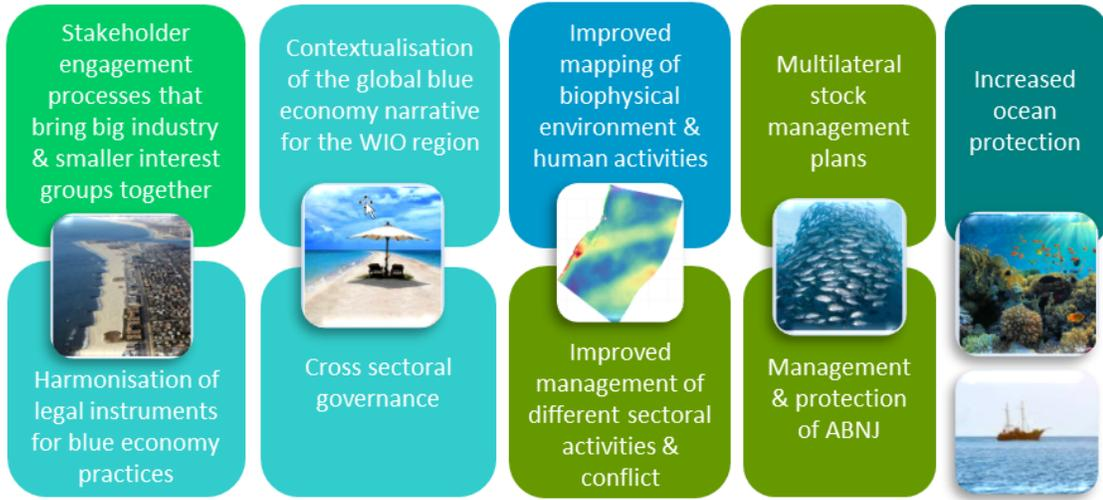 Stakeholder
engagement
processes that
bring big industry
& smaller interest
groups together
Contextualisation
of the global blue
economy narrative
for the WIO region
Improved
mapping of
biophysical
environment &
human activities
Multilateral
stock
management
plans
Increased
ocean
protection
Harmonisation of
legal instruments
for blue economy
practices
Cross sectoral
governance
Improved
management of
different sectoral
activities &
conflict
Management
& protection
of ABNJ